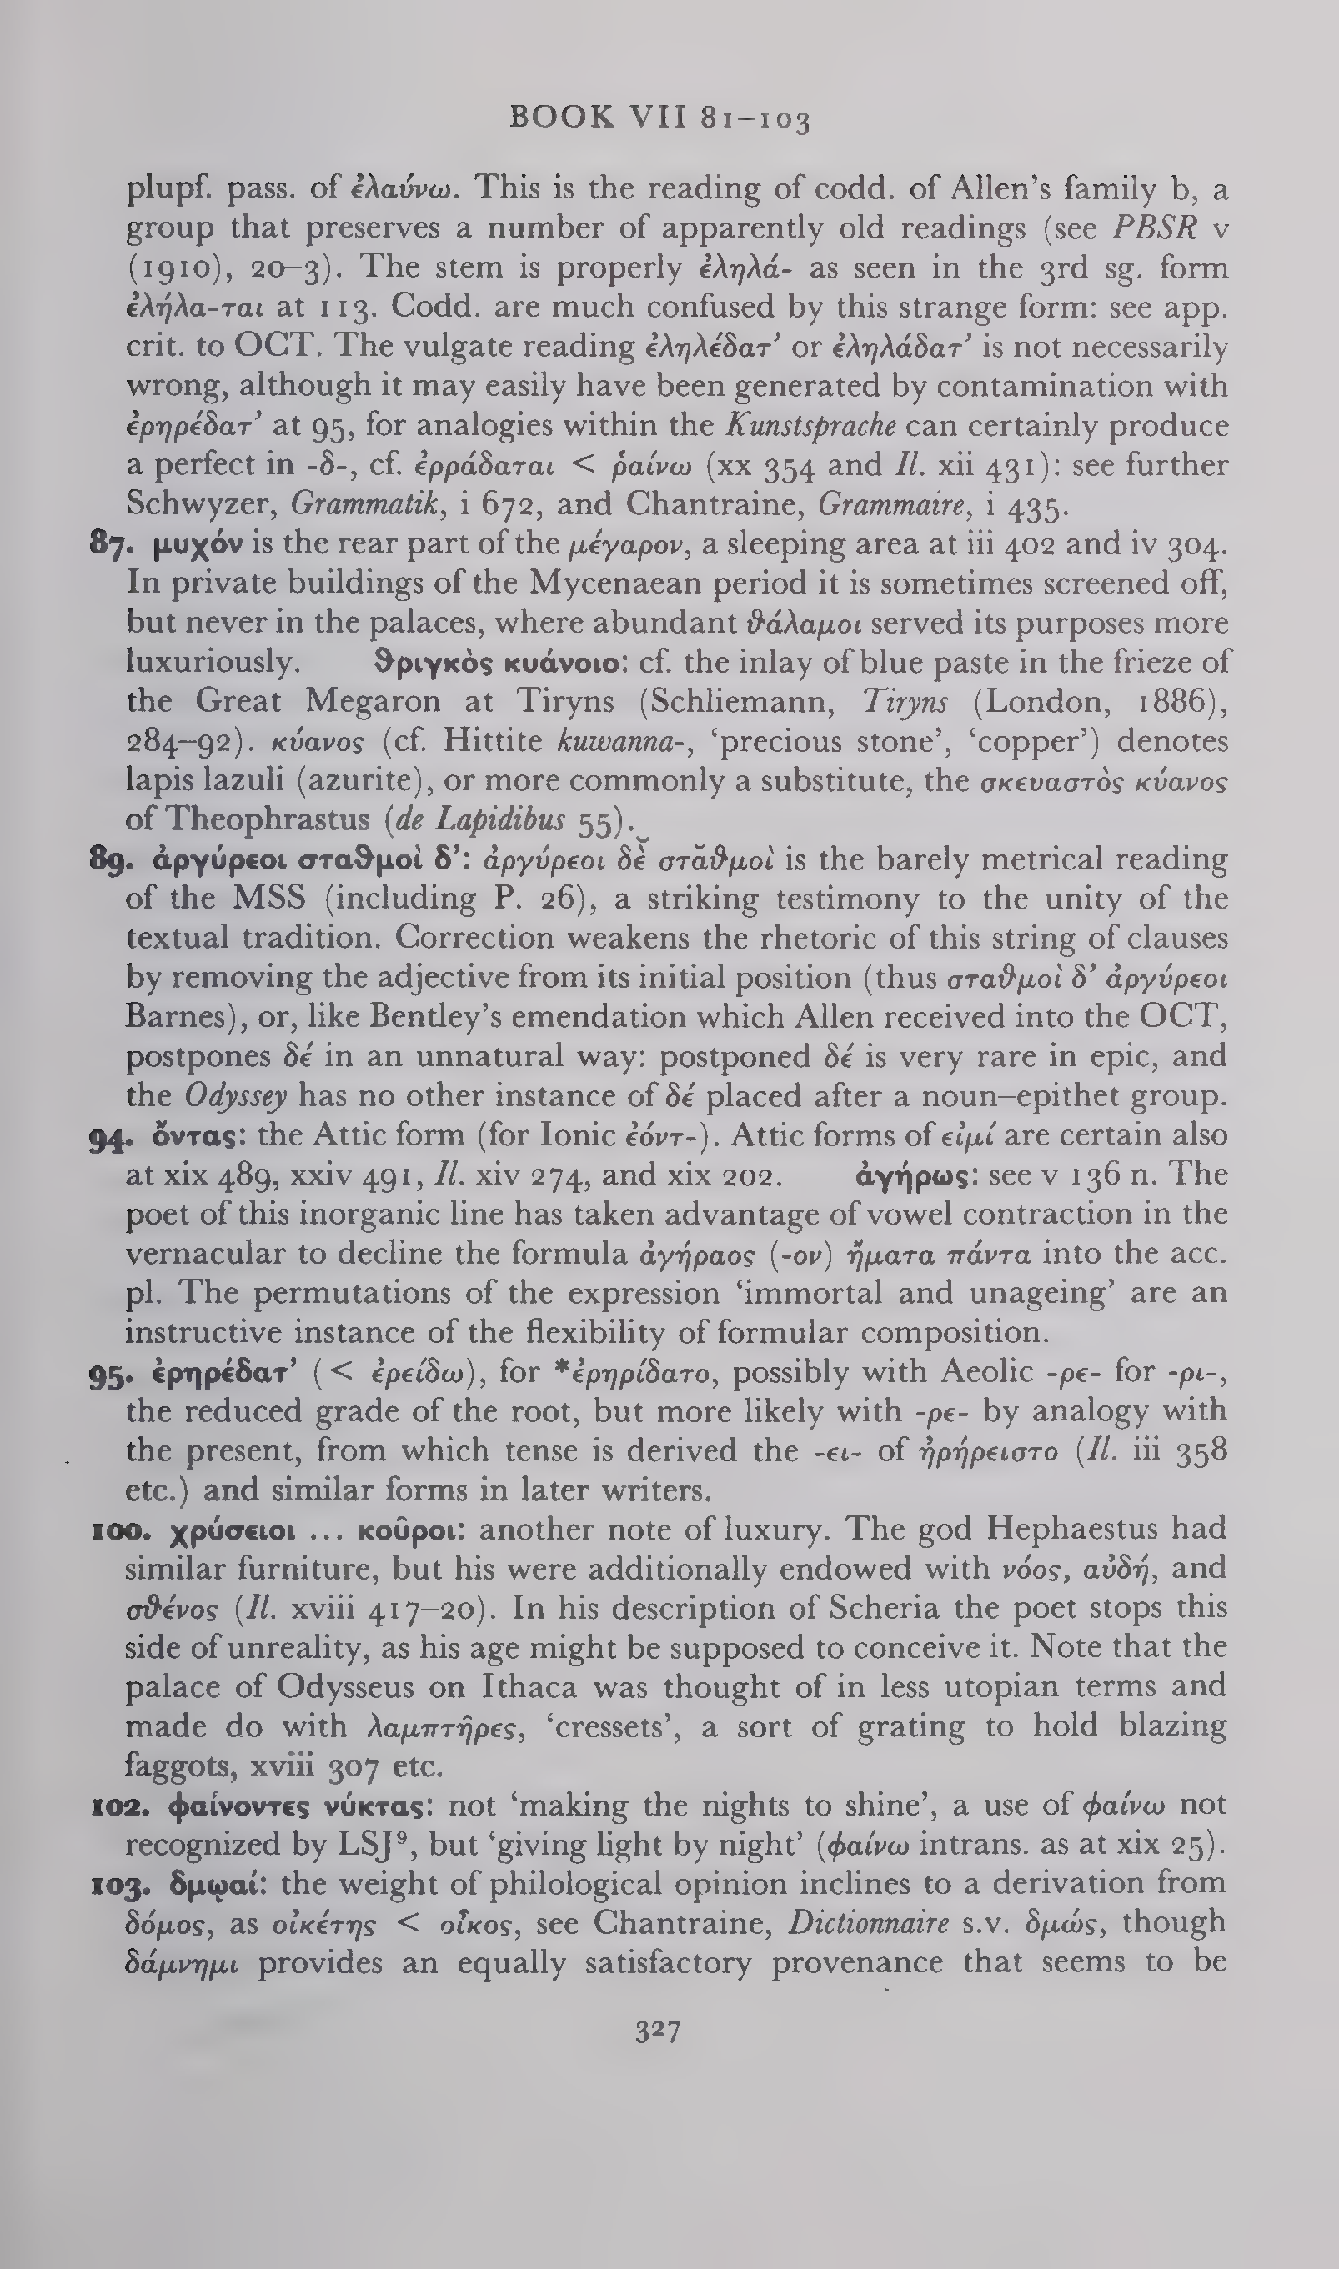 BOOK VII 81–103
plupf. pass. of ἐλαύνω. This is the reading of codd. of Allen’s family b, a
group that preserves a number of apparently old readings (see PBSR v
(1910), 20–3). The stem is properly ἐληλά- as seen in the 3rd sg. form
ἐλήλα-ται at 113. Codd. are much confused by this strange form: see app.
crit. to OCT. The vulgate reading ἐληλέδατ’ or ἐληλάδατ’ is not necessarily
wrong, although it may easily have been generated by contamination with
ἐρηρέδατ’ at 95, for analogies within the Kunstsprache can certainly produce
a perfect in -δ-, cf. ἐρράδαται < ῥαίνω (xx 354 and Il. xii 431): see further
Schwyzer, Grammatik, i 672, and Chantraine, Grammaire, i 435.
87. μυχόν is the rear part of the μέγαρον, a sleeping area at iii 402 and iv 304.
In private buildings of the Mycenaean period it is sometimes screened off,
but never in the palaces, where abundant ϑάλαμοι served its purposes more
luxuriously. ϑριγκὸς κυάνοιο: cf. the inlay of blue paste in the frieze of
the Great Megaron at Tiryns (Schliemann, Tiryns (London, 1886),
284–92). κύανος (cf. Hittite kuwanna-, ‘precious stone’, ‘copper’) denotes
lapis lazuli (azurite), or more commonly a substitute, the σκευαστὸς κύανος
of Theophrastus (de Lapidibus 55).
89. ἀργύρεοι σταϑμοὶ δ’: ἀργύρεοι δὲ στᾰϑμοὶ is the barely metrical reading
of the MSS (including P. 26), a striking testimony to the unity of the
textual tradition. Correction weakens the rhetoric of this string of clauses
by removing the adjective from its initial position (thus σταϑμοὶ δ’ ἀργύρεοι
Barnes), or, like Bentley’s emendation which Allen received into the OCT,
postpones δέ in an unnatural way: postponed δέ is very rare in epic, and
the Odyssey has no other instance of δέ placed after a noun–epithet group.
94. ὄντας: the Attic form (for Ionic ἐόντ-). Attic forms of εἰμί are certain also
at xix 489, xxiv 491, Il. xiv 274, and xix 202. ἀγήρως: see v 136 n. The
poet of this inorganic line has taken advantage of vowel contraction in the
vernacular to decline the formula ἀγήραος (-ον) ἤματα πάντα into the acc.
pl. The permutations of the expression ‘immortal and unageing’ are an
instructive instance of the flexibility of formular composition.
95. ἐρηρέδατ’ (< ἐρείδω), for *ἐρηρίδατο, possibly with Aeolic -ρε- for -ρι-,
the reduced grade of the root, but more likely with -ρε- by analogy with
the present, from which tense is derived the -ει- of ἠρήρειστο (Il. iii 358
etc.) and similar forms in later writers.
100. χρύσειοι ... κοῦροι: another note of luxury. The god Hephaestus had
similar furniture, but his were additionally endowed with νόος, αὐδή, and
σϑένος (Il. xviii 417–20). In his description of Scheria the poet stops this
side of unreality, as his age might be supposed to conceive it. Note that the
palace of Odysseus on Ithaca was thought of in less utopian terms and
made do with λαμπτῆρες, ‘cressets’, a sort of grating to hold blazing
faggots, xviii 307 etc.
102. φαίνοντες νύκτας: not ‘making the nights to shine’, a use of φαίνω not
recognized by LSJ⁹, but ‘giving light by night’ (φαίνω intrans. as at xix 25).
103. δμῳαί: the weight of philological opinion inclines to a derivation from
δόμος, as οἰκέτης < οἶκος, see Chantraine, Dictionnaire s.v. δμώς, though
δάμνημι provides an equally satisfactory provenance that seems to be
327